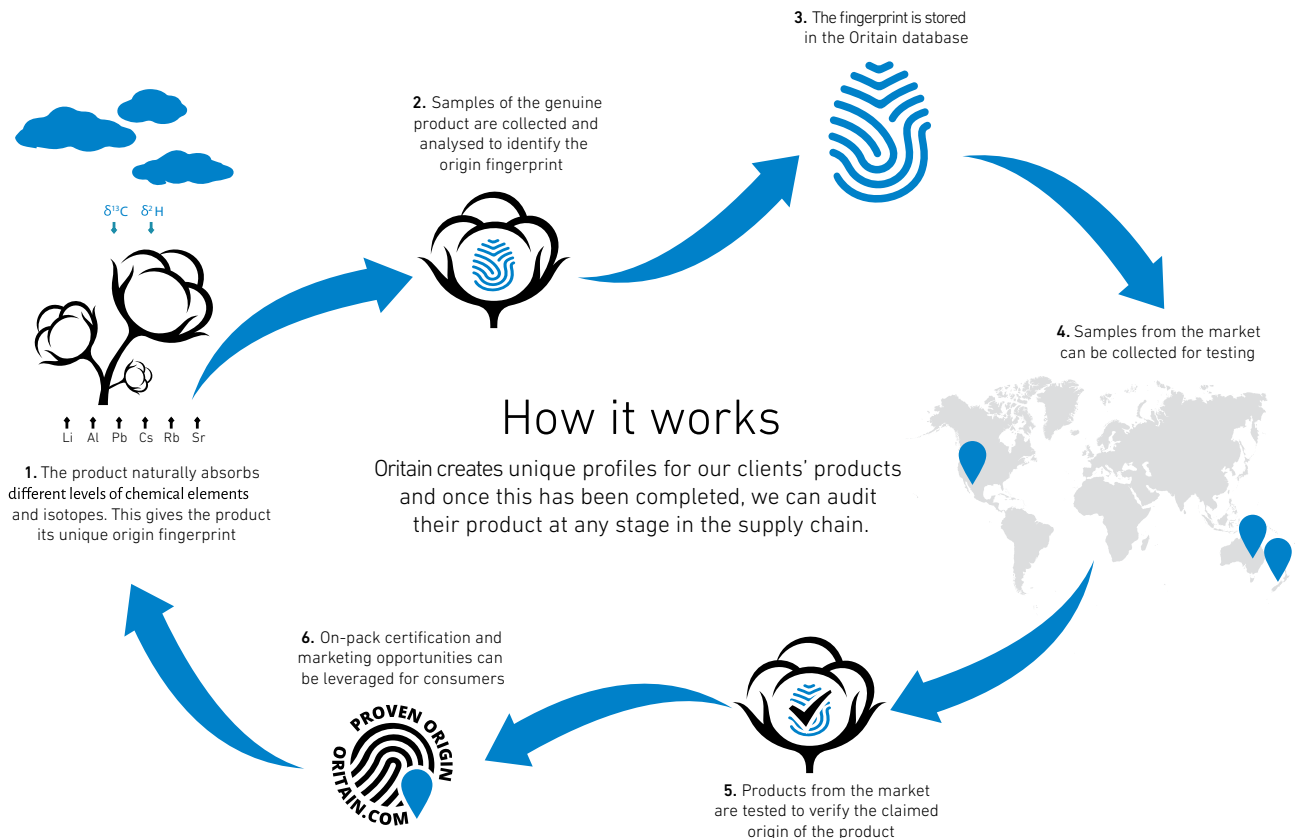 3. The fingerprint is stored
in the Oritain database
2. Samples of the genuine
product are collected and
analysed to identify the
origin fingerprint
δ¹³C δ²H
Li Al Pb Cs Rb Sr
1. The product naturally absorbs
different levels of chemical elements
and isotopes. This gives the product
its unique origin fingerprint
How it works
Oritain creates unique profiles for our clients’ products
and once this has been completed, we can audit
their product at any stage in the supply chain.
4. Samples from the market
can be collected for testing
5. Products from the market
are tested to verify the claimed
origin of the product
6. On-pack certification and
marketing opportunities can
be leveraged for consumers
PROVEN ORIGIN
ORITAIN.COM